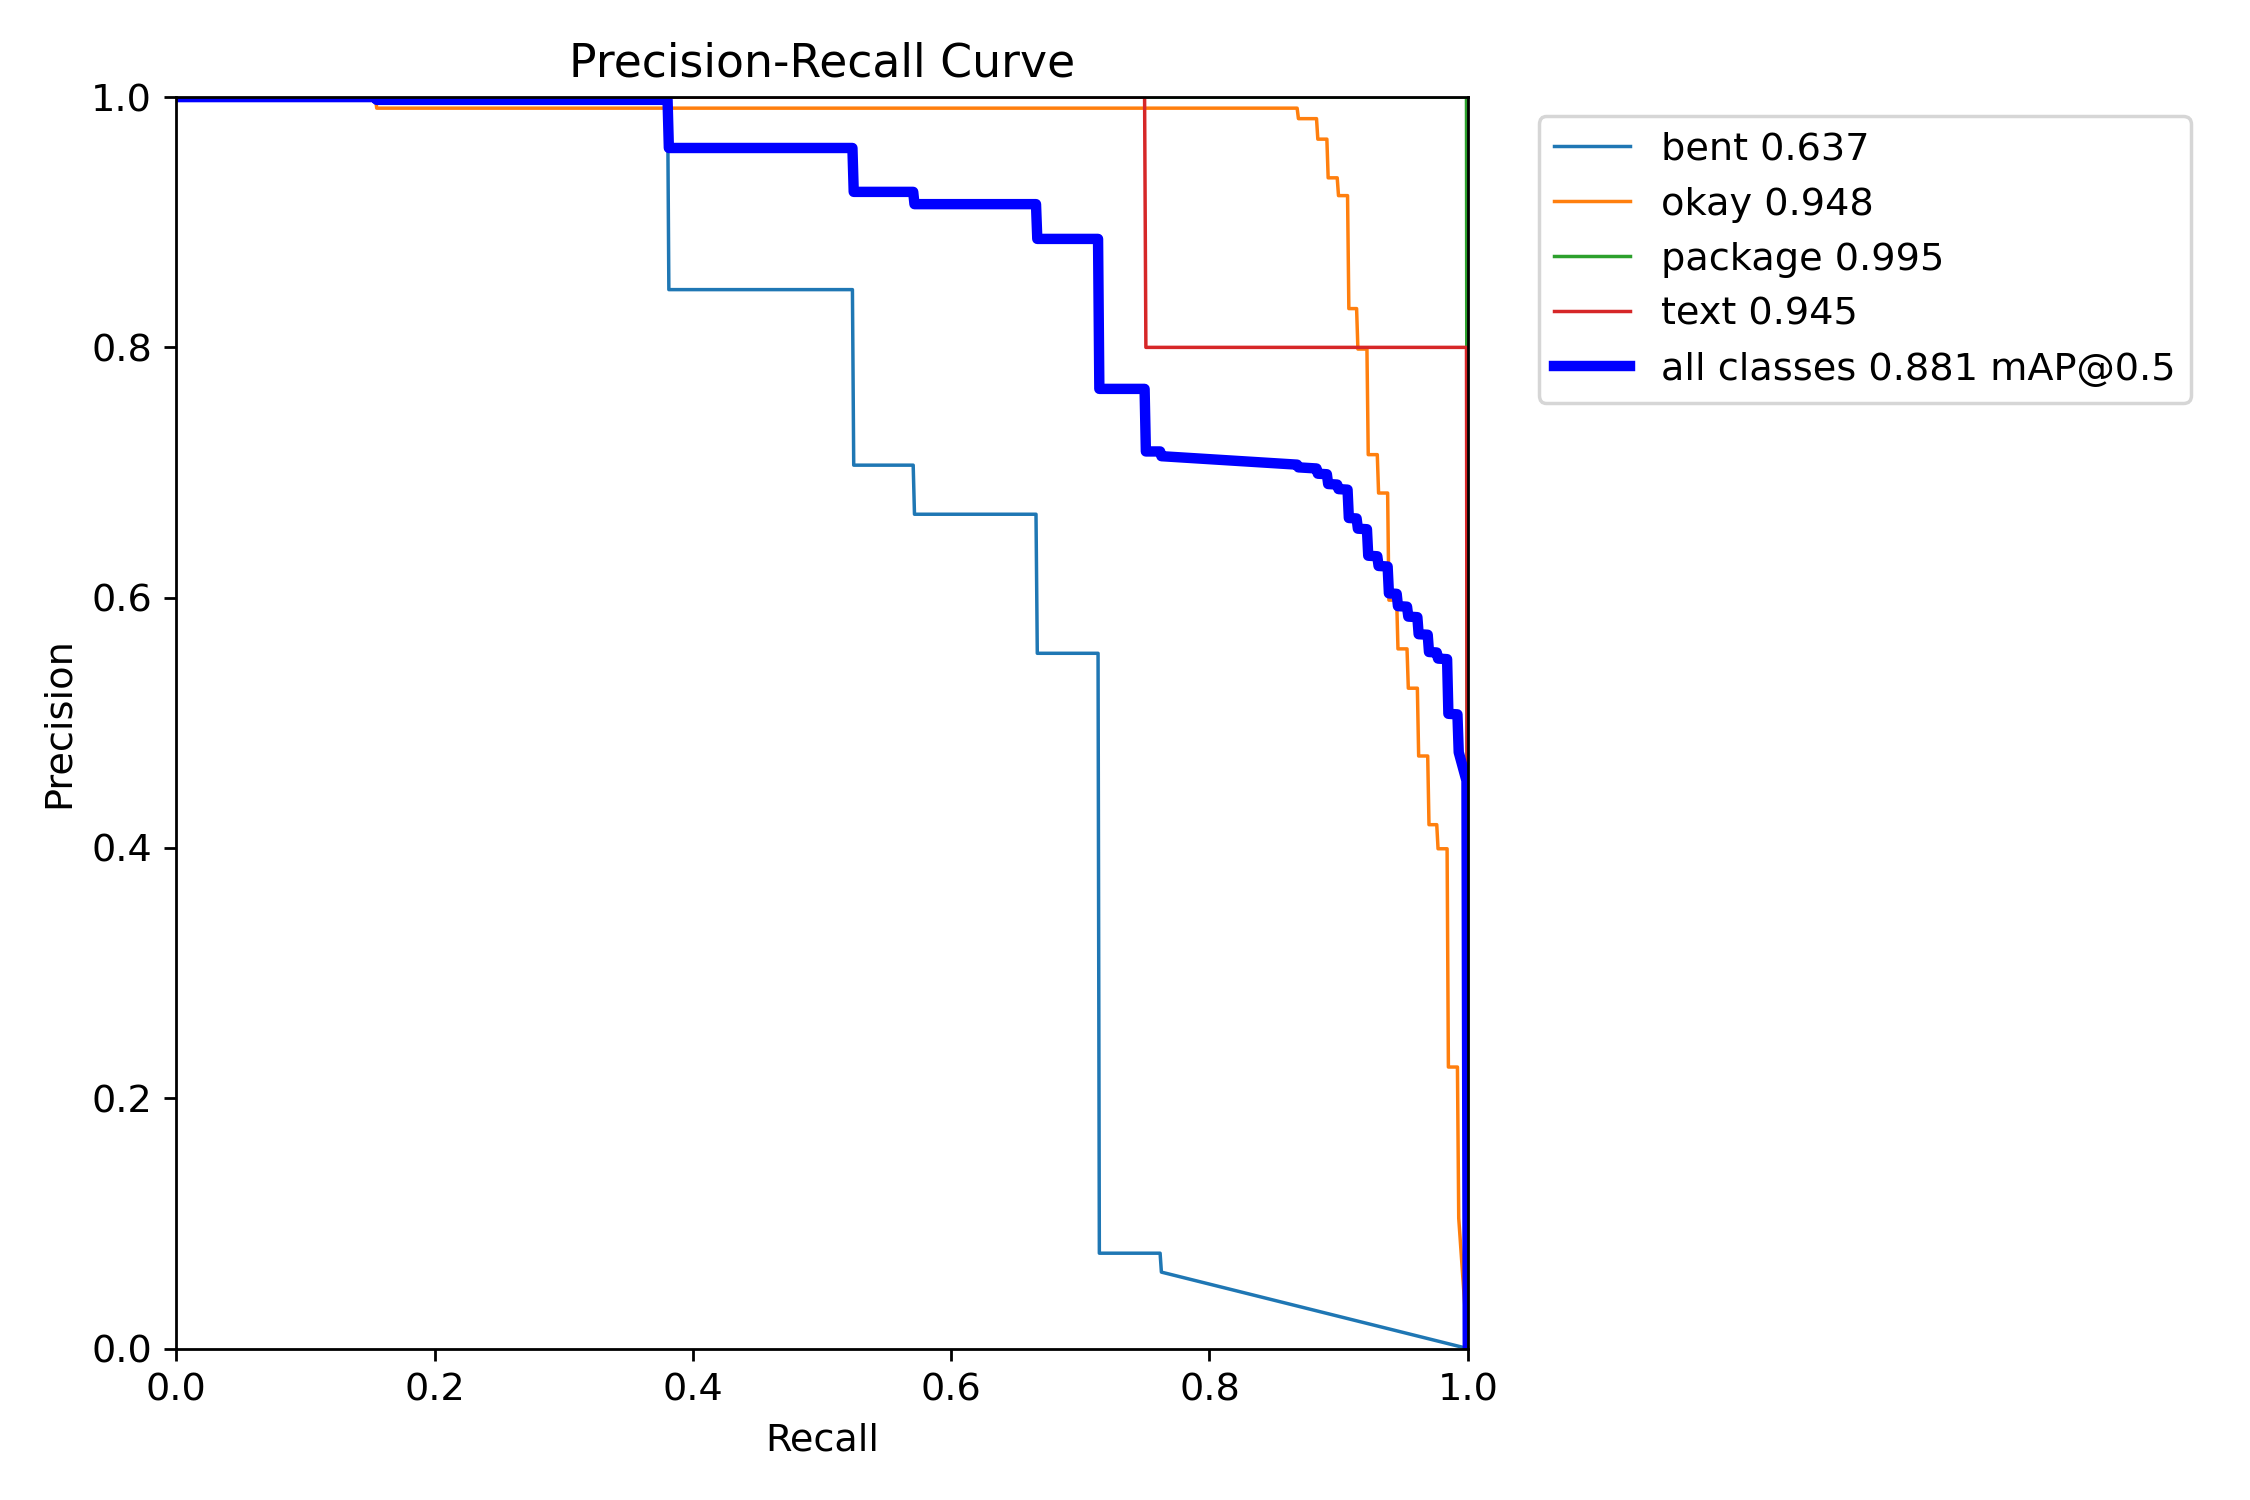 Precision-Recall Curve
1.0
0.8
0.6
0.4
0.2
0.0
Precision
0.0 0.2 0.4 0.6 0.8 1.0
Recall
bent 0.637
okay 0.948
package 0.995
text 0.945
all classes 0.881 mAP@0.5